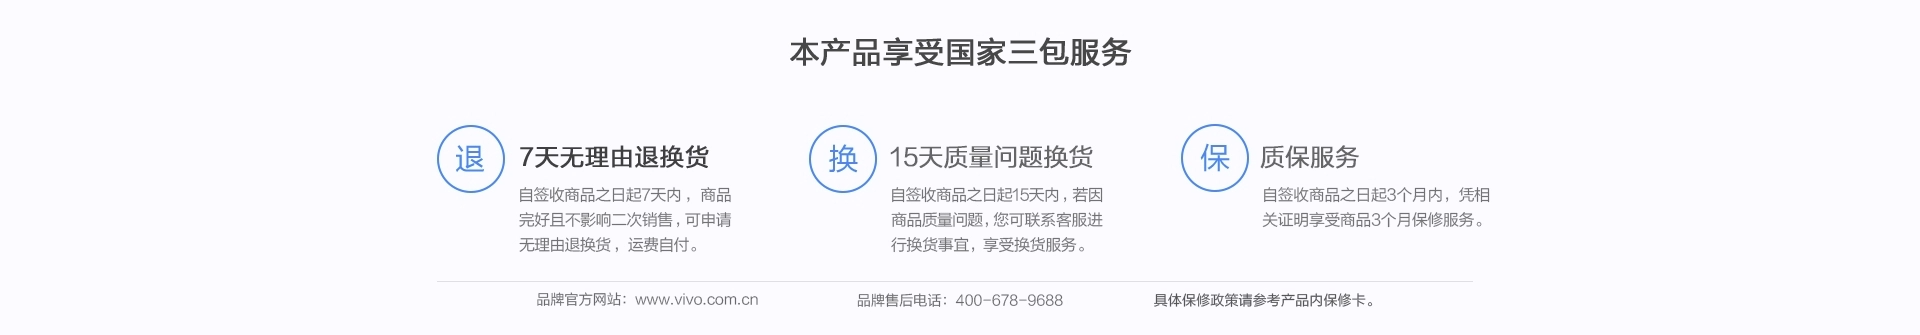 本产品享受国家三包服务
退
7天无理由退换货
自签收商品之日起7天内，商品
完好且不影响二次销售，可申请
无理由退换货，运费自付。
换
15天质量问题换货
自签收商品之日起15天内，若因
商品质量问题，您可联系客服进
行换货事宜，享受换货服务。
保
质保服务
自签收商品之日起3个月内，凭相
关证明享受商品3个月保修服务。
品牌官方网站：www.vivo.com.cn
品牌售后电话：400-678-9688
具体保修政策请参考产品内保修卡。